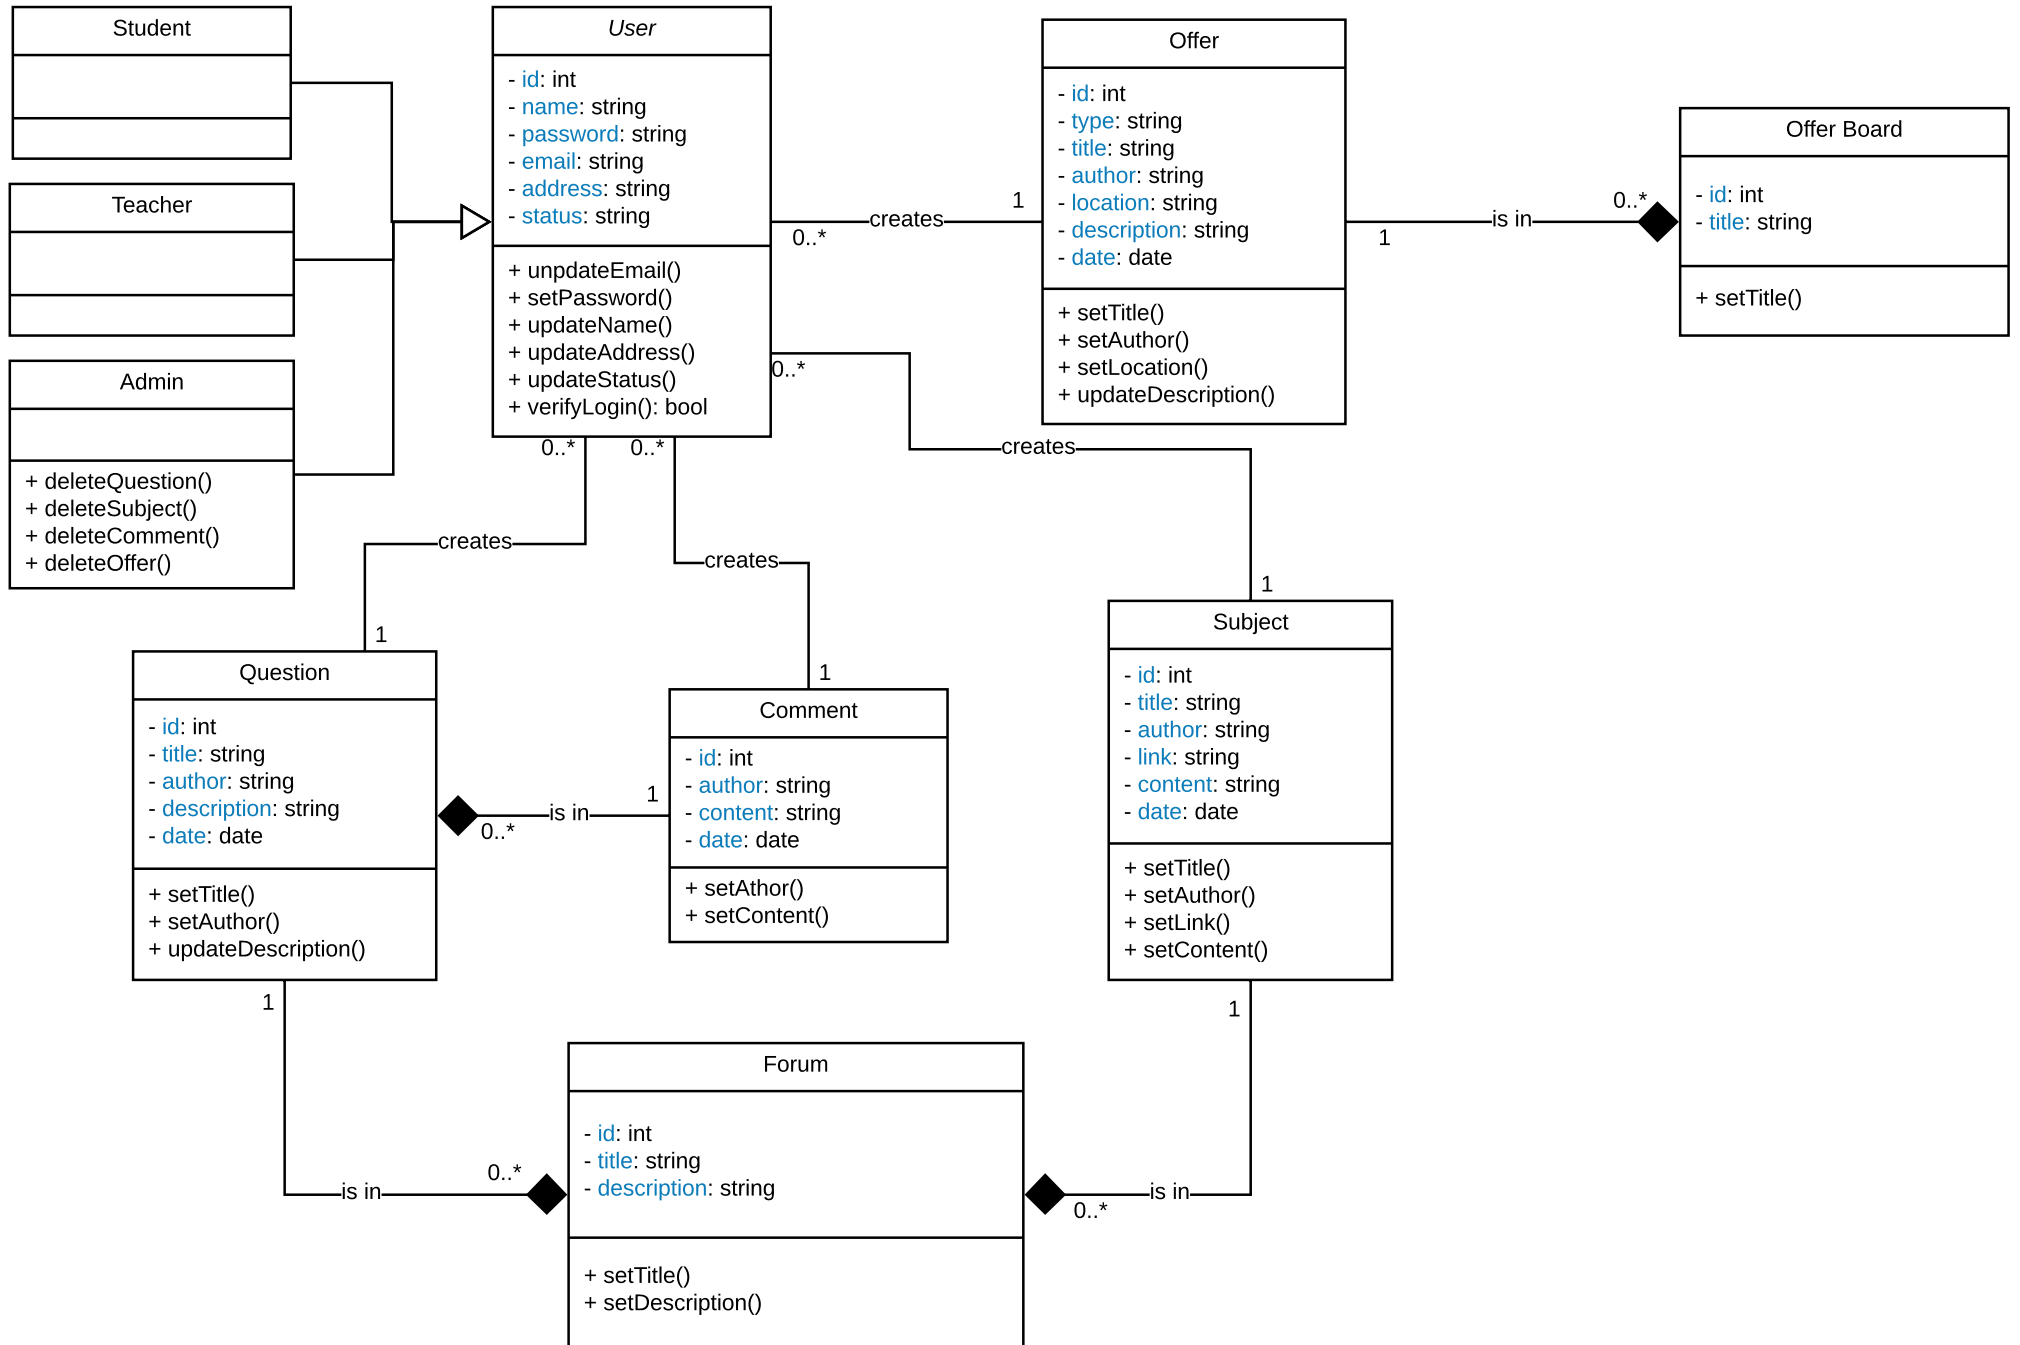 Student
Teacher
Admin
+ deleteQuestion()
+ deleteSubject()
+ deleteComment()
+ deleteOffer()
User
- id: int
- name: string
- password: string
- email: string
- address: string
- status: string
+ unpdateEmail()
+ setPassword()
+ updateName()
+ updateAddress()
+ updateStatus()
+ verifyLogin(): bool
0..*
creates
1
Offer
- id: int
- type: string
- title: string
- author: string
- location: string
- description: string
- date: date
+ setTitle()
+ setAuthor()
+ setLocation()
+ updateDescription()
1
is in
0..*
Offer Board
- id: int
- title: string
+ setTitle()
0..*
creates
1
0..*
creates
1
0..*
creates
1
Question
- id: int
- title: string
- author: string
- description: string
- date: date
+ setTitle()
+ setAuthor()
+ updateDescription()
0..*
is in
1
Comment
- id: int
- author: string
- content: string
- date: date
+ setAthor()
+ setContent()
Subject
- id: int
- title: string
- author: string
- link: string
- content: string
- date: date
+ setTitle()
+ setAuthor()
+ setLink()
+ setContent()
1
is in
0..*
Forum
- id: int
- title: string
- description: string
+ setTitle()
+ setDescription()
0..*
is in
1